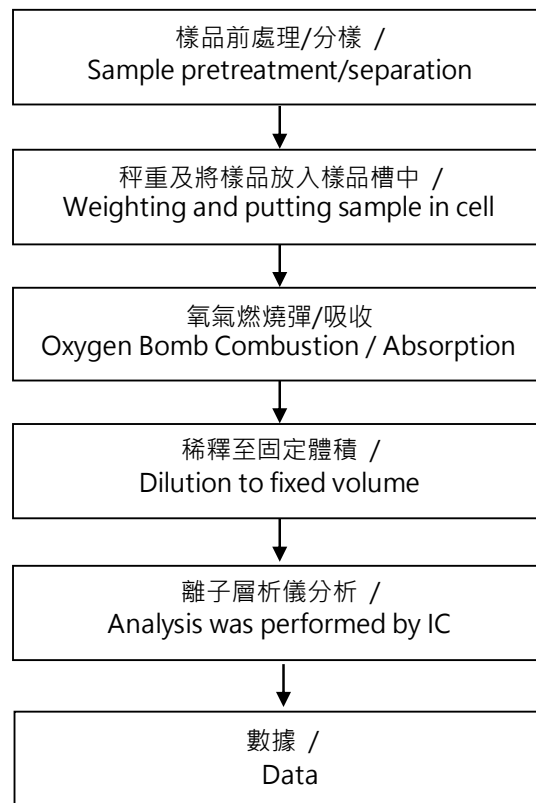 樣品前處理/分樣 /
Sample pretreatment/separation
秤重及將樣品放入樣品槽中 /
Weighting and putting sample in cell
氧氣燃燒彈/吸收
Oxygen Bomb Combustion / Absorption
稀釋至固定體積 /
Dilution to fixed volume
離子層析儀分析 /
Analysis was performed by IC
數據 /
Data